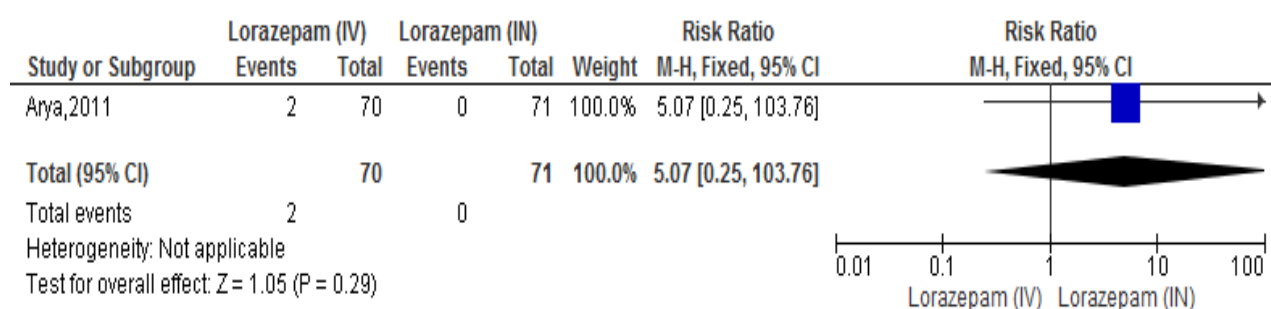 Lorazepam (IV) Lorazepam (IN) Risk Ratio Risk Ratio
Study or Subgroup Events Total Events Total Weight M-H, Fixed, 95% CI M-H, Fixed, 95% CI
Arya,2011 2 70 0 71 100.0% 5.07 [0.25, 103.76]
Total (95% CI) 70 71 100.0% 5.07 [0.25, 103.76]
Total events 2 0
Heterogeneity: Not applicable
Test for overall effect: Z = 1.05 (P = 0.29)
0.01 0.1 1 10 100
Lorazepam (IV) Lorazepam (IN)